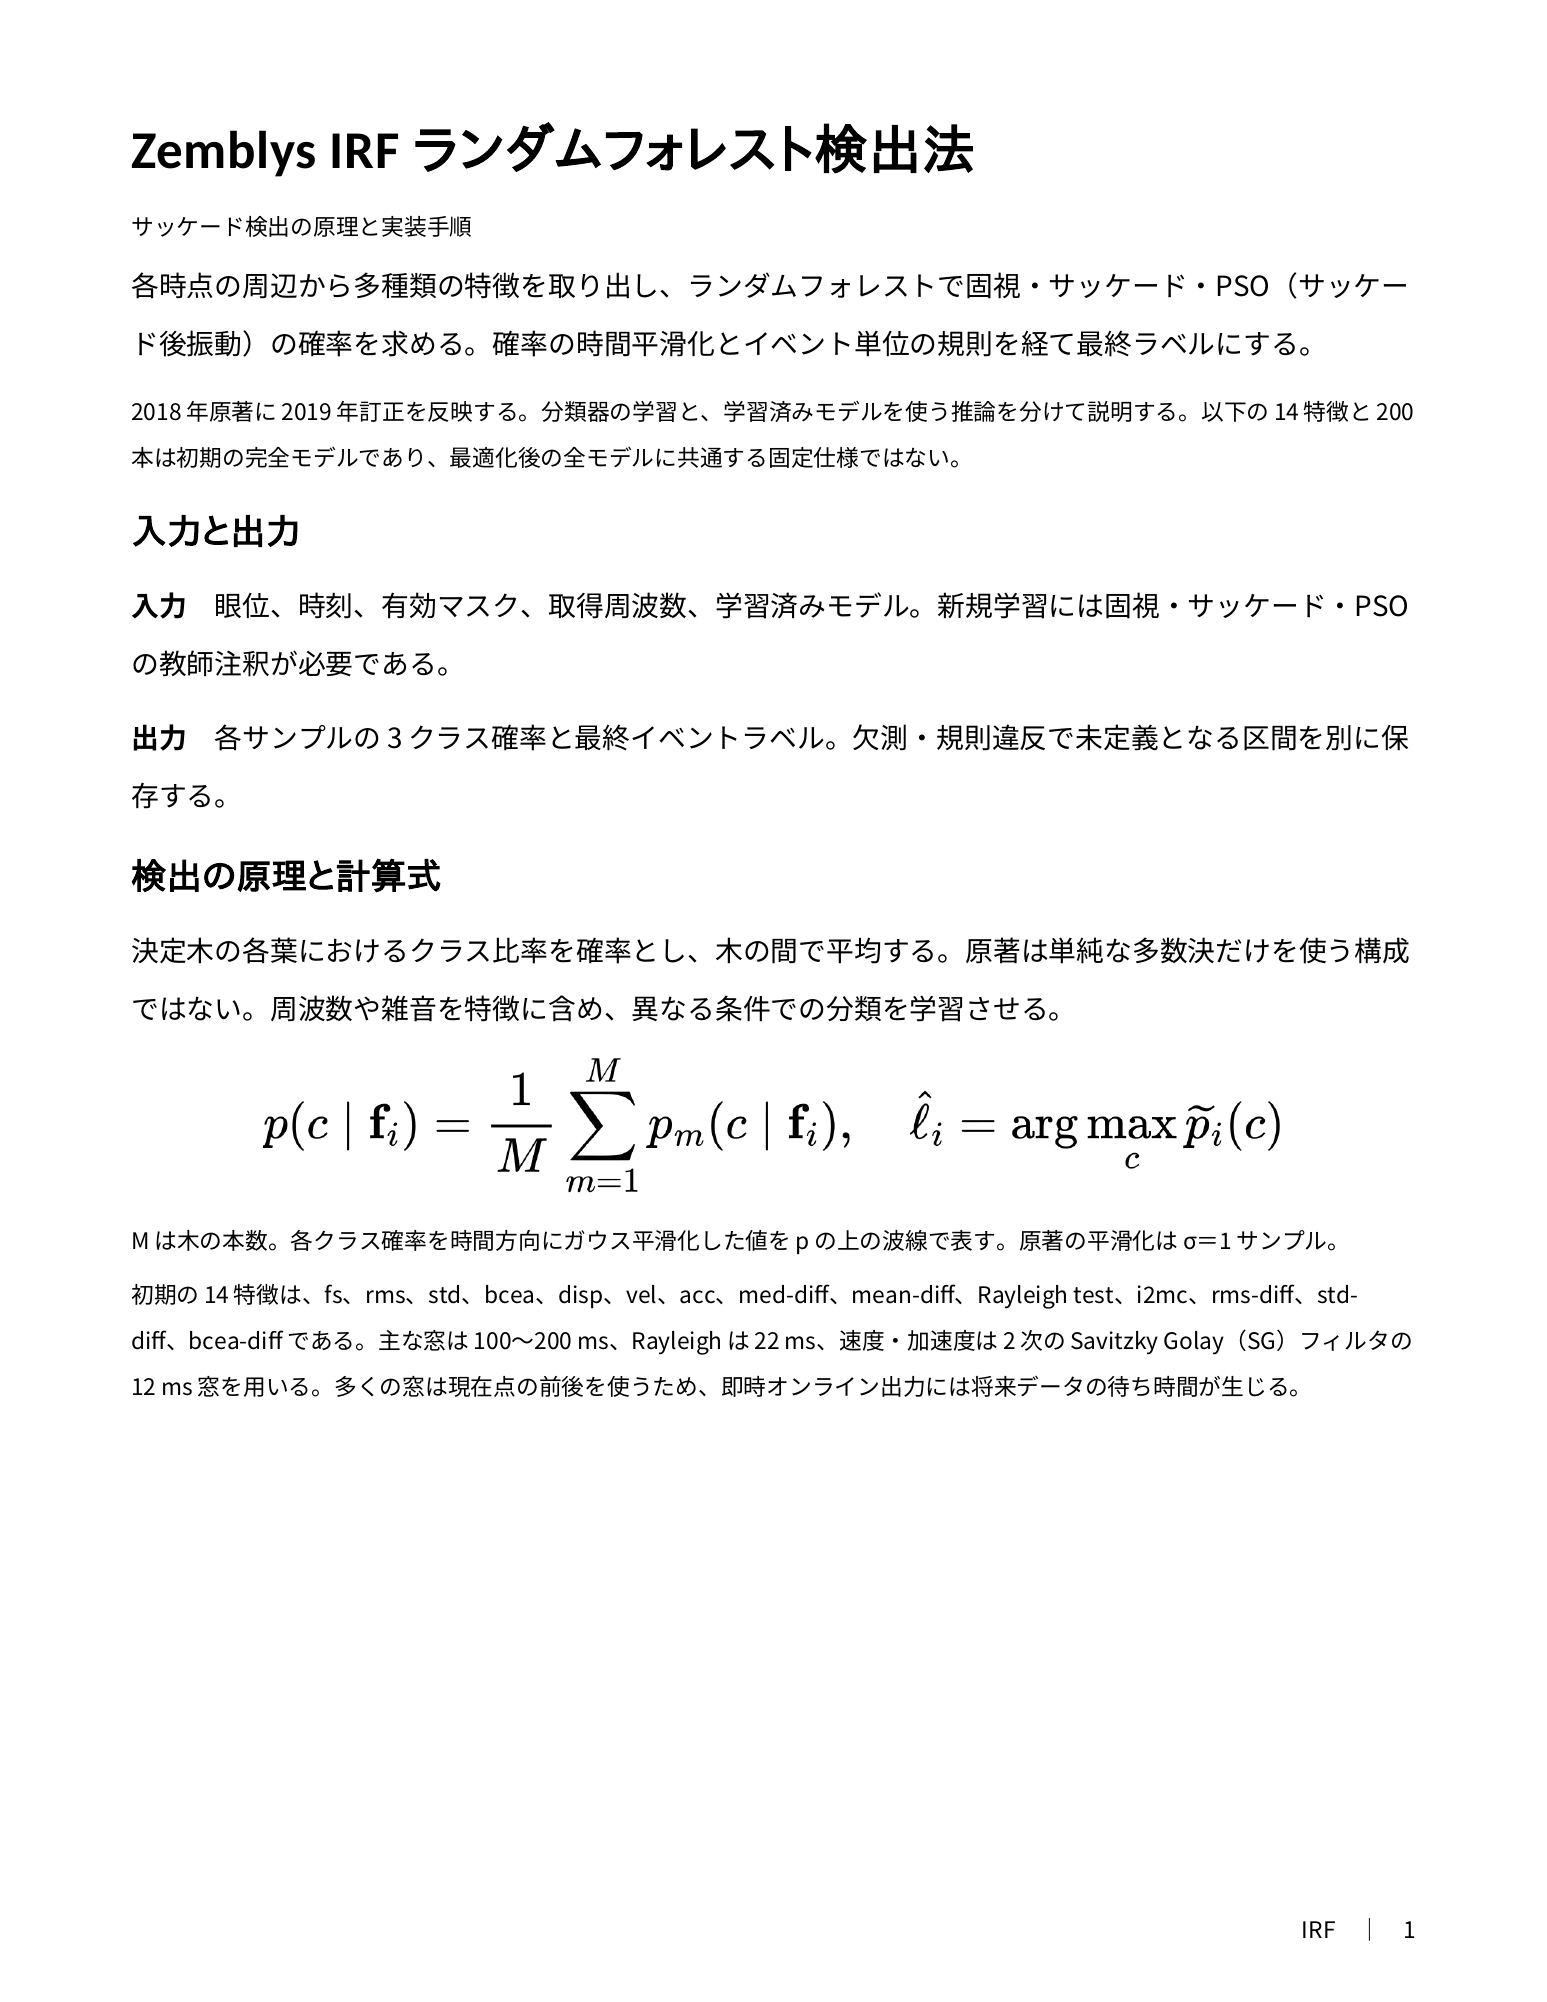 Zemblys IRF ランダムフォレスト検出法
サッケード検出の原理と実装手順
各時点の周辺から多種類の特徴を取り出し、ランダムフォレストで固視・サッケード・PSO（サッケー
ド後振動）の確率を求める。確率の時間平滑化とイベント単位の規則を経て最終ラベルにする。
2018 年原著に 2019 年訂正を反映する。分類器の学習と、学習済みモデルを使う推論を分けて説明する。以下の 14 特徴と 200
本は初期の完全モデルであり、最適化後の全モデルに共通する固定仕様ではない。
入力と出力
入力　眼位、時刻、有効マスク、取得周波数、学習済みモデル。新規学習には固視・サッケード・PSO
の教師注釈が必要である。
出力　各サンプルの 3 クラス確率と最終イベントラベル。欠測・規則違反で未定義となる区間を別に保
存する。
検出の原理と計算式
決定木の各葉におけるクラス比率を確率とし、木の間で平均する。原著は単純な多数決だけを使う構成
ではない。周波数や雑音を特徴に含め、異なる条件での分類を学習させる。
$p(c \mid \mathbf{f}_i) = \frac{1}{M} \sum_{m=1}^{M} p_m(c \mid \mathbf{f}_i), \quad \hat{\ell}_i = \arg\max_c \widetilde{p}_i(c)$
M は木の本数。各クラス確率を時間方向にガウス平滑化した値を p の上の波線で表す。原著の平滑化は σ＝1 サンプル。
初期の 14 特徴は、fs、rms、std、bcea、disp、vel、acc、med-diff、mean-diff、Rayleigh test、i2mc、rms-diff、std-
diff、bcea-diff である。主な窓は 100～200 ms、Rayleigh は 22 ms、速度・加速度は 2 次の Savitzky Golay（SG）フィルタの
12 ms 窓を用いる。多くの窓は現在点の前後を使うため、即時オンライン出力には将来データの待ち時間が生じる。
IRF ｜ 1